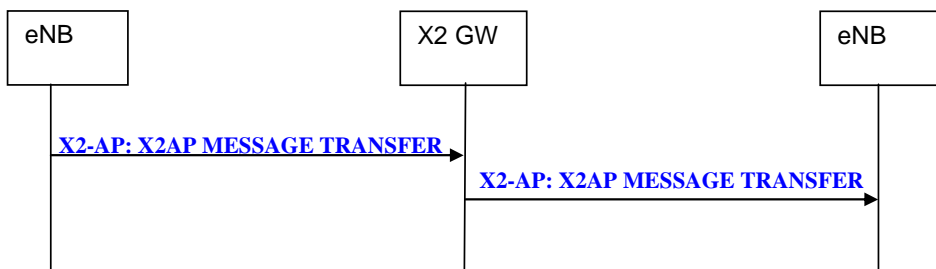 eNB
X2 GW
eNB
X2-AP: X2AP MESSAGE TRANSFER
X2-AP: X2AP MESSAGE TRANSFER